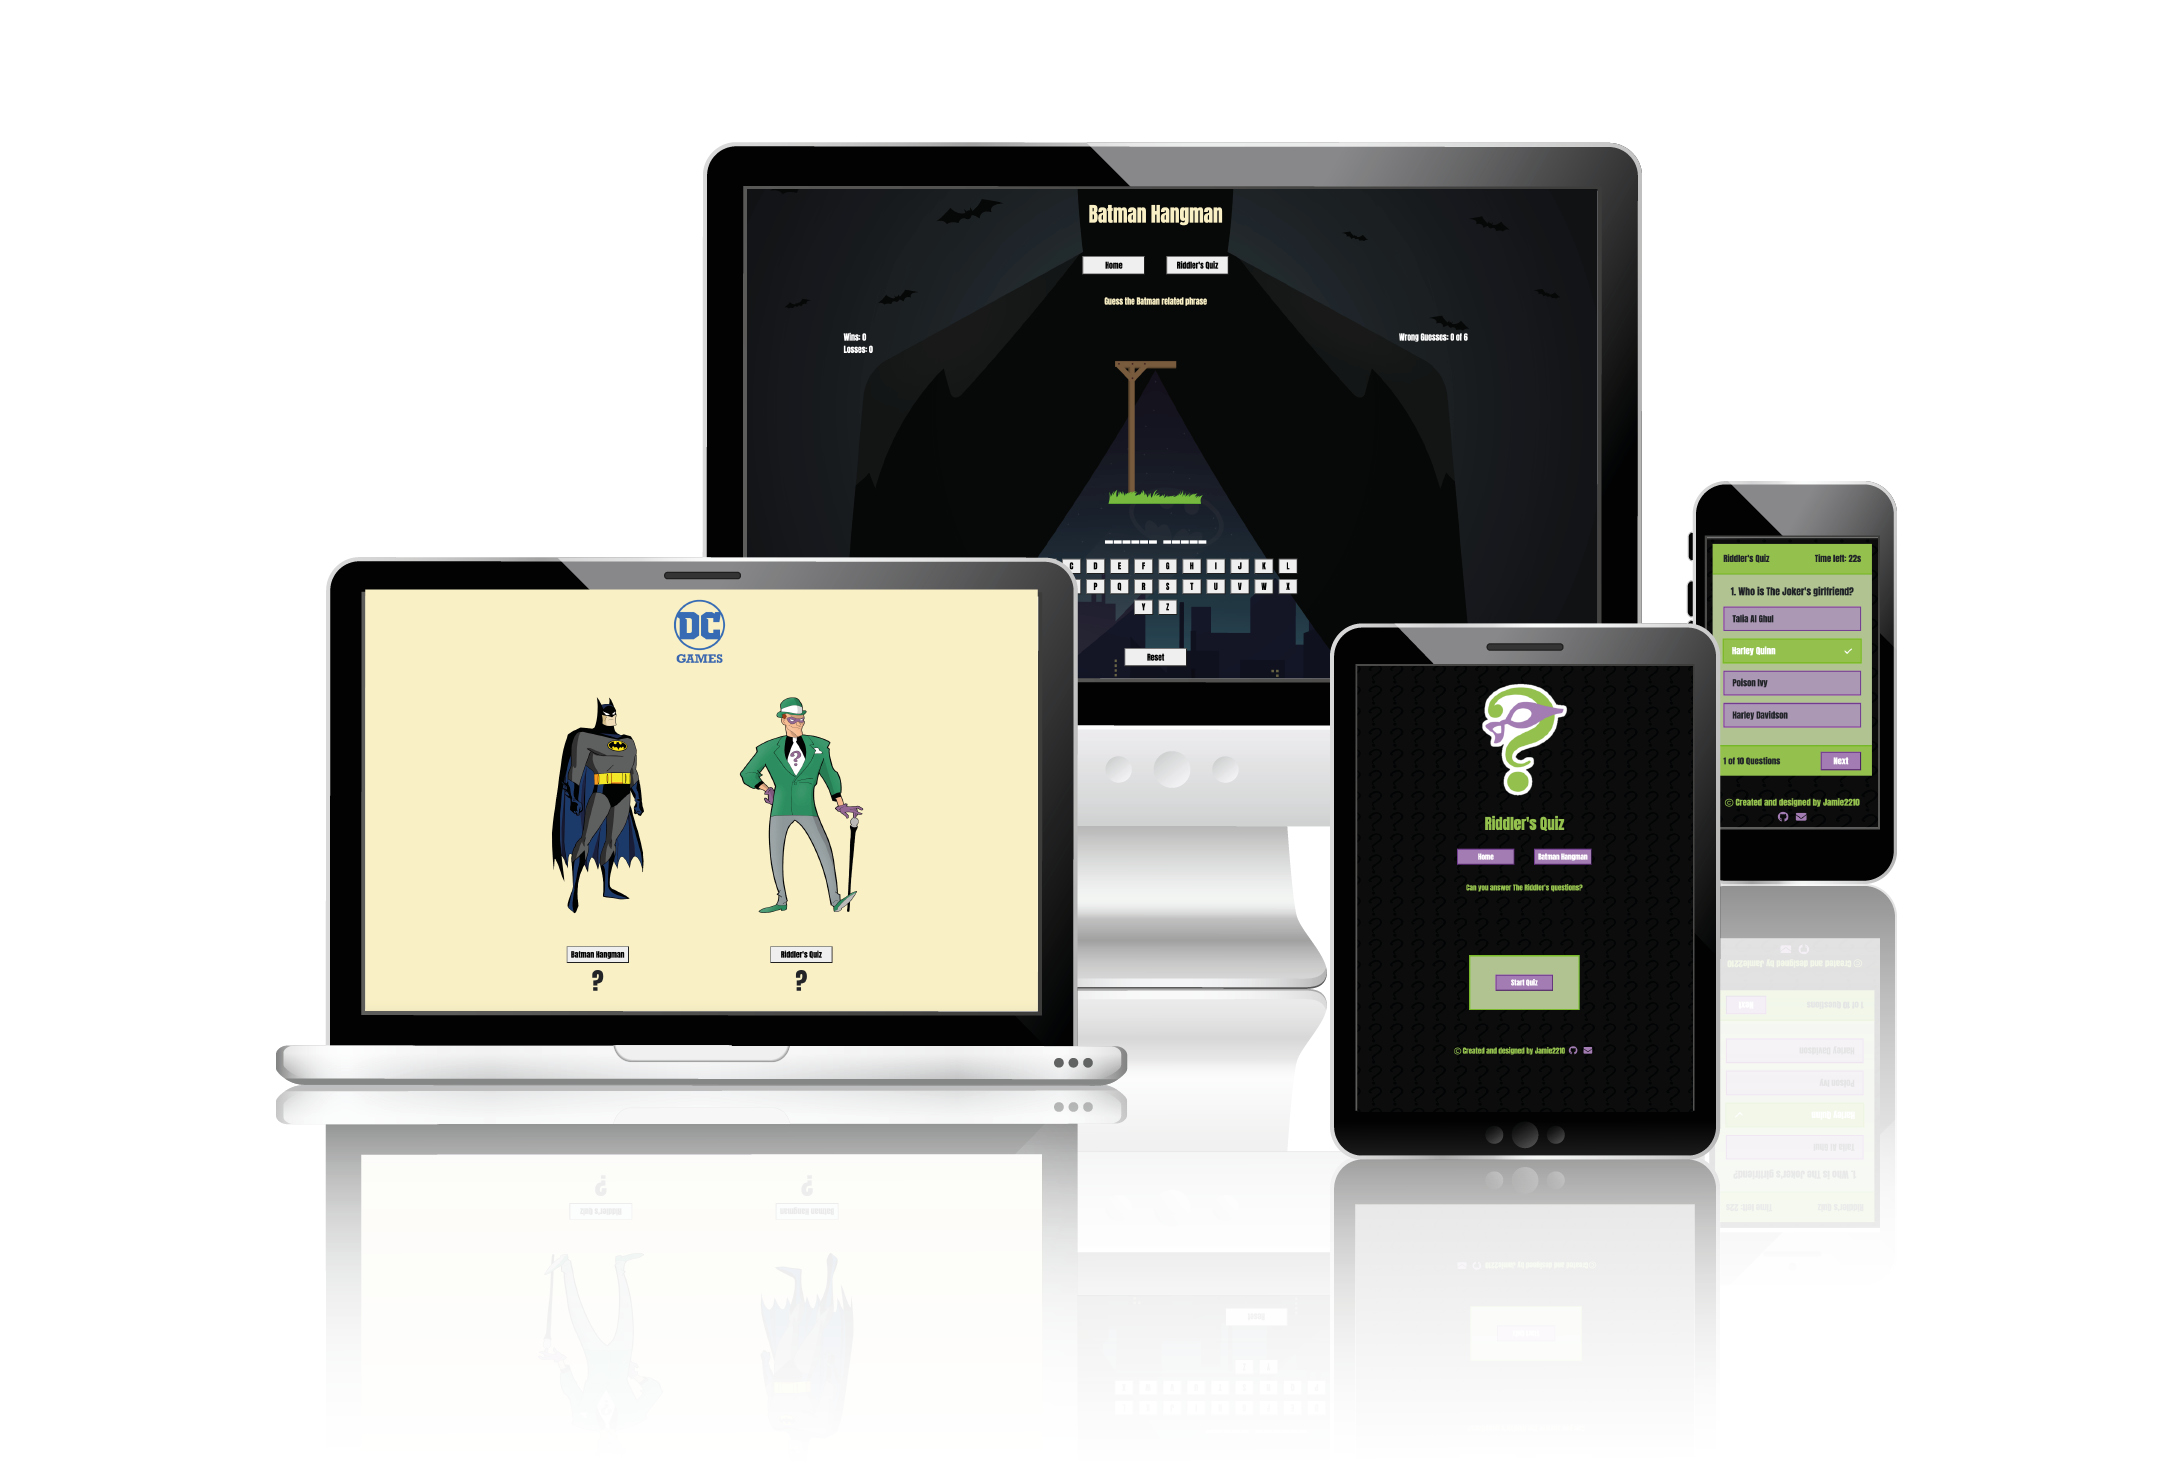 Batman Hangman
Home
Riddler's Quiz
Guess the Batman related phrase
Wins: 0
Losses: 0
Wrong Guesses: 0 of 6
C D E F G H I J K L
P Q R S T U V W X
Y Z
Reset
DC
GAMES
Batman Hangman
Riddler's Quiz
?
?
Riddler's Quiz
Home
Batman Hangman
Can you answer The Riddler's questions?
Start Quiz
© Created and designed by Jamie2210
Riddler's Quiz
Time left: 22s
1. Who is The Joker's girlfriend?
Talia Al Ghul
Harley Quinn
Poison Ivy
Harley Davidson
1 of 10 Questions
Next
© Created and designed by Jamie2210